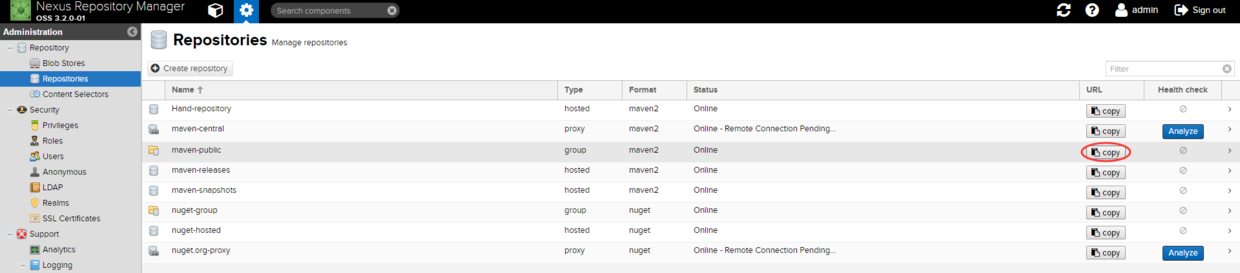 Nexus Repository Manager
OSS 3.2.0-01
Search components
admin
Sign out
Administration
Repository
Blob Stores
Repositories
Content Selectors
Security
Privileges
Roles
Users
Anonymous
LDAP
Realms
SSL Certificates
Support
Analytics
Logging
Repositories Manage repositories
Create repository
Filter
Name ↑ Type Format Status URL Health check
Hand-repository hosted maven2 Online copy
maven-central proxy maven2 Online - Remote Connection Pending... copy Analyze
maven-public group maven2 Online copy
maven-releases hosted maven2 Online copy
maven-snapshots hosted maven2 Online copy
nuget-group group nuget Online copy
nuget-hosted hosted nuget Online copy
nuget.org-proxy proxy nuget Online - Remote Connection Pending... copy Analyze